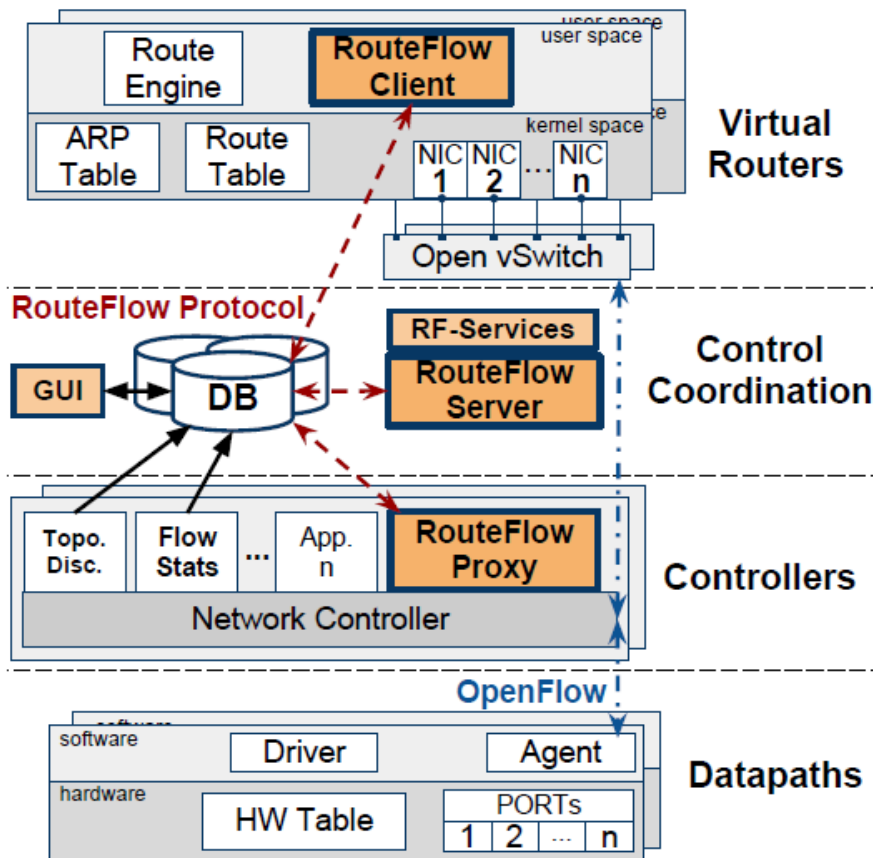 user space
user space
Route
Engine
RouteFlow
Client
kernel space
ce
ARP
Table
Route
Table
NIC NIC NIC
1 2 ... n
Virtual
Routers
Open vSwitch
RouteFlow Protocol
RF-Services
RouteFlow
Server
GUI
DB
Control
Coordination
Topo.
Disc.
Flow
Stats
...
App.
n
RouteFlow
Proxy
Network Controller
Controllers
OpenFlow
software
software
Driver
Agent
Datapaths
hardware
HW Table
PORTs
1 2 ... n